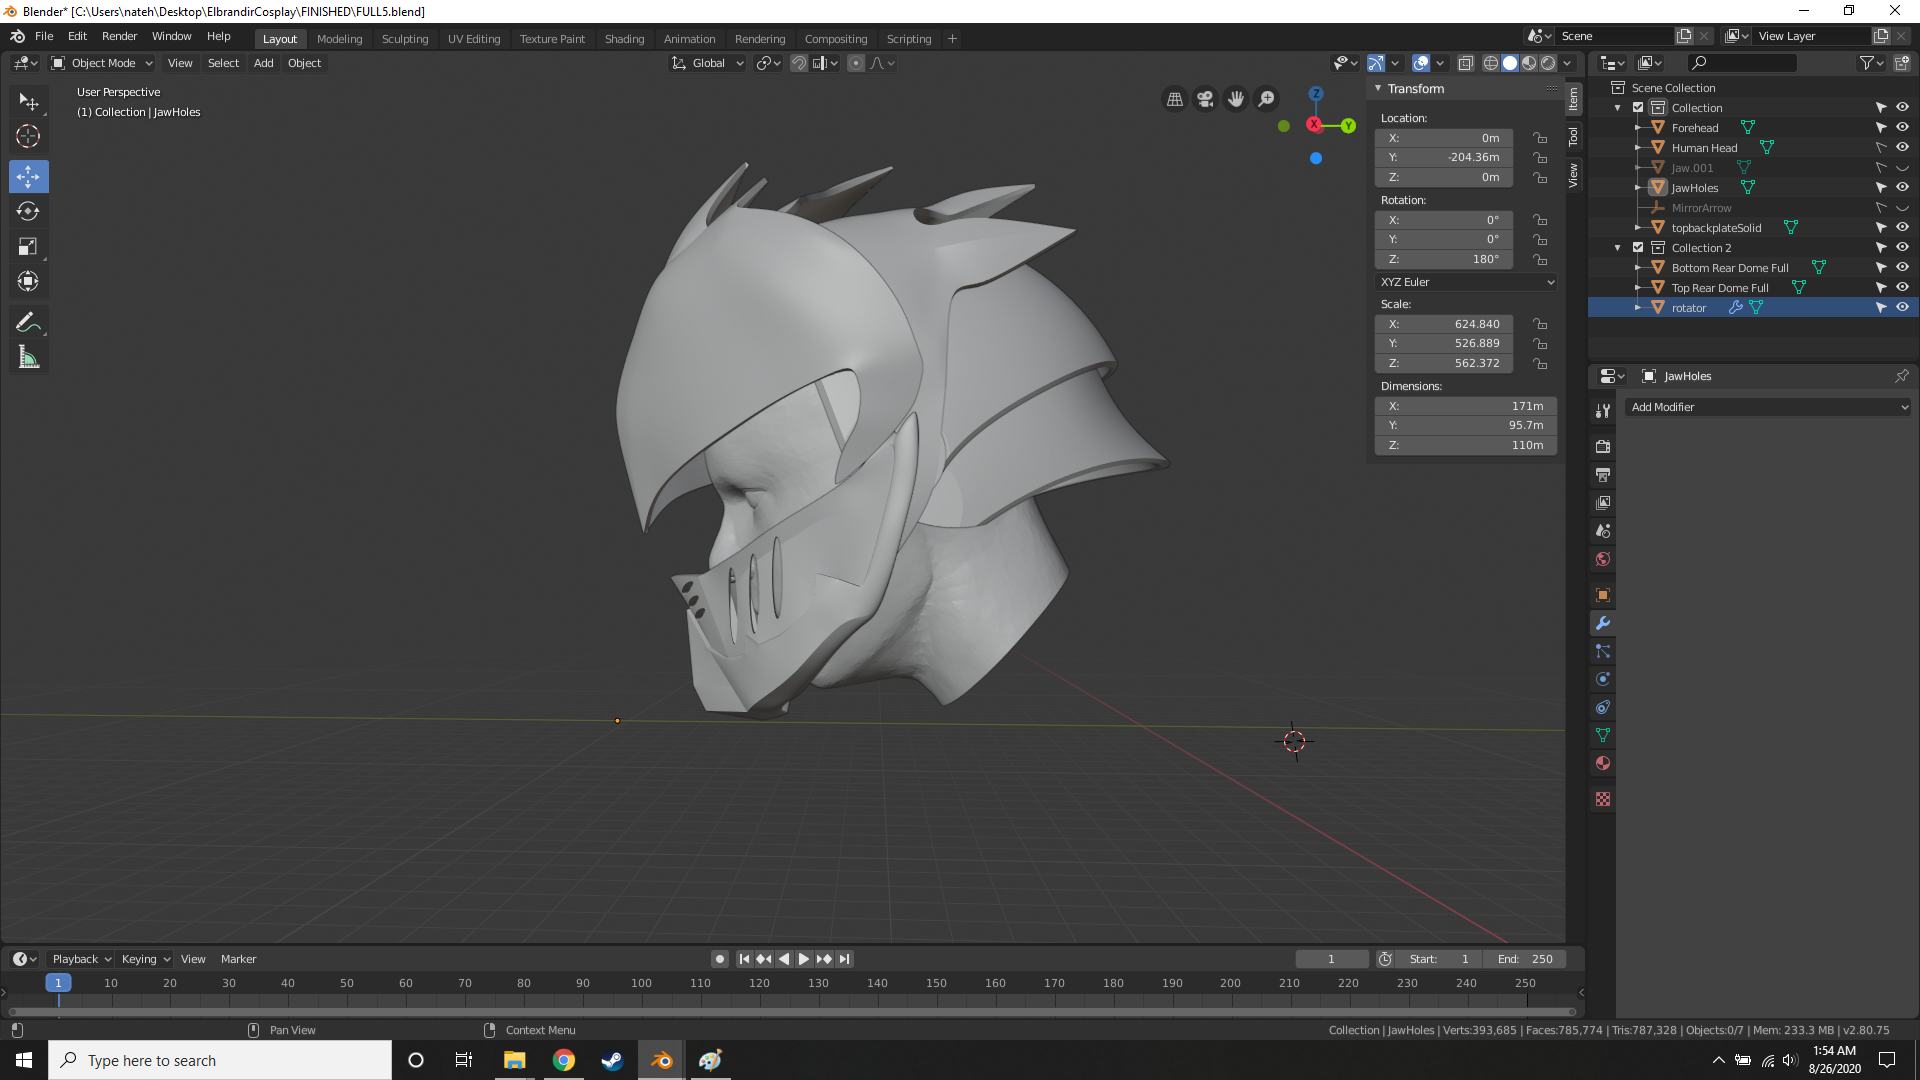 Blender* [C:\Users\nateh\Desktop\ElbrandirCosplay\FINISHED\FULL5.blend]
File Edit Render Window Help Layout Modeling Sculpting UV Editing Texture Paint Shading Animation Rendering Compositing Scripting + Scene View Layer
Object Mode View Select Add Object Global
User Perspective
(1) Collection | JawHoles
Z
X
Y
Transform
Location:
X: 0m
Y: -204.36m
Z: 0m
Rotation:
X: 0°
Y: 0°
Z: 180°
XYZ Euler
Scale:
X: 624.840
Y: 526.889
Z: 562.372
Dimensions:
X: 171m
Y: 95.7m
Z: 110m
Item
Tool
View
Scene Collection
Collection
Forehead
Human Head
Jaw.001
JawHoles
MirrorArrow
topbackplateSolid
Collection 2
Bottom Rear Dome Full
Top Rear Dome Full
rotator
JawHoles
Add Modifier
Playback Keying View Marker 1 Start: 1 End: 250
1 10 20 30 40 50 60 70 80 90 100 110 120 130 140 150 160 170 180 190 200 210 220 230 240 250
Pan View Context Menu Collection | JawHoles | Verts:393,685 | Faces:785,774 | Tris:787,328 | Objects:0/7 | Mem: 233.3 MB | v2.80.75
Type here to search
1:54 AM
8/26/2020